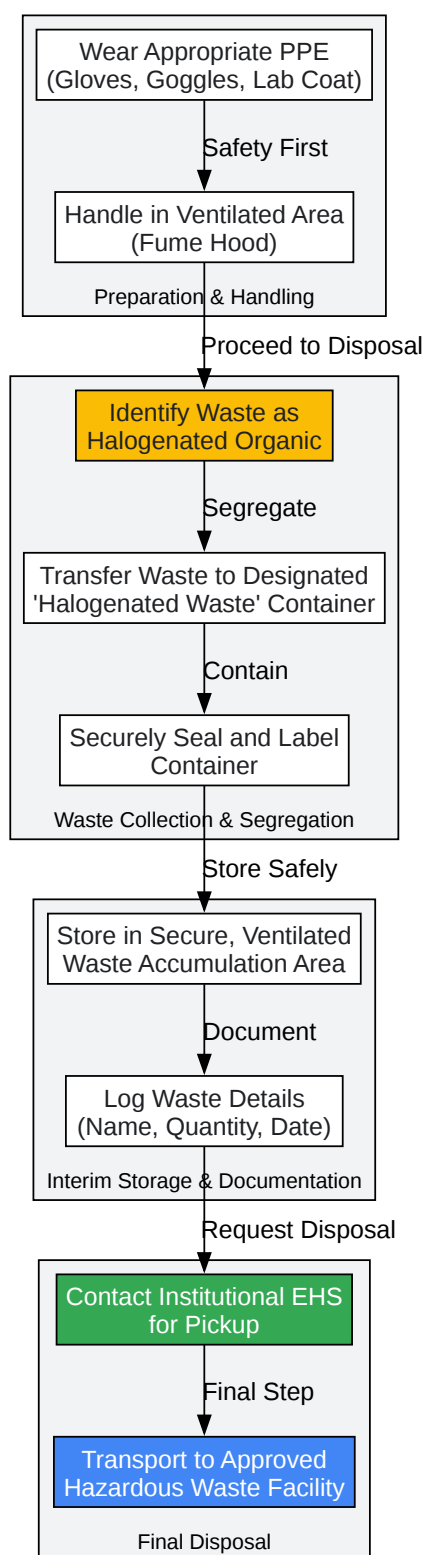 Wear Appropriate PPE
(Gloves, Goggles, Lab Coat)
Safety First
Handle in Ventilated Area
(Fume Hood)
Preparation & Handling
Proceed to Disposal
Identify Waste as
Halogenated Organic
Segregate
Transfer Waste to Designated
'Halogenated Waste' Container
Contain
Securely Seal and Label
Container
Waste Collection & Segregation
Store Safely
Store in Secure, Ventilated
Waste Accumulation Area
Document
Log Waste Details
(Name, Quantity, Date)
Interim Storage & Documentation
Request Disposal
Contact Institutional EHS
for Pickup
Final Step
Transport to Approved
Hazardous Waste Facility
Final Disposal